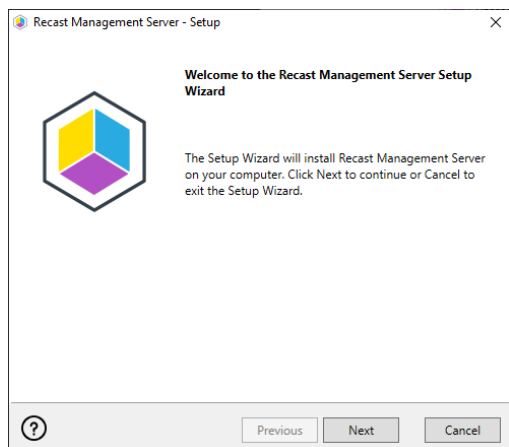 Recast Management Server - Setup
Welcome to the Recast Management Server Setup
Wizard
The Setup Wizard will install Recast Management Server
on your computer. Click Next to continue or Cancel to
exit the Setup Wizard.
?
Previous
Next
Cancel